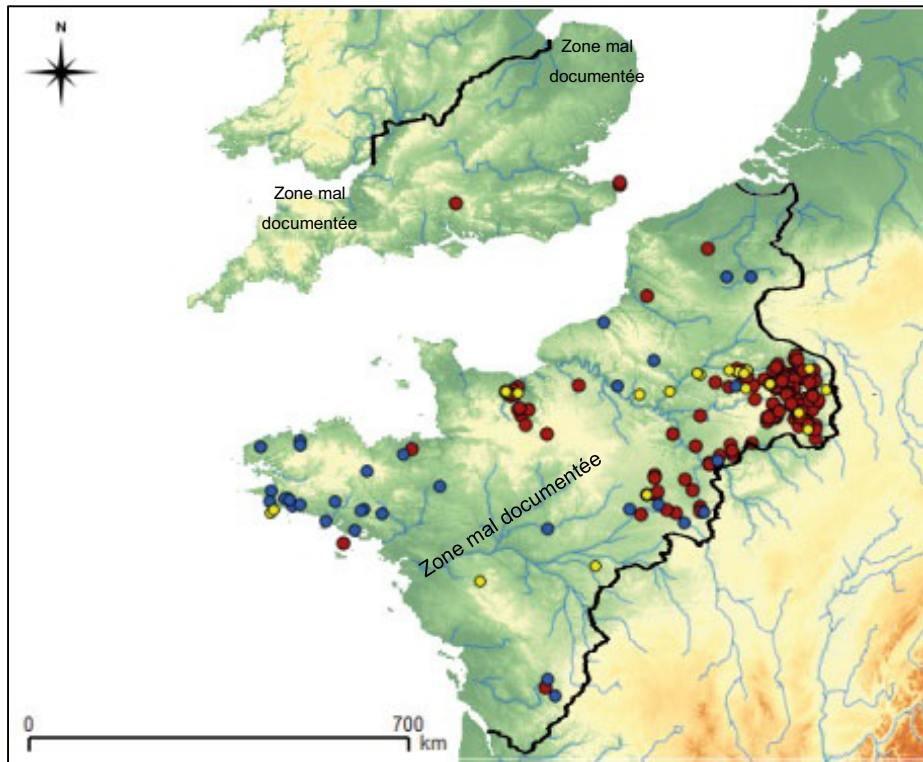 N
Zone mal
documentée
Zone mal
documentée
Zone mal documentée
0
700
km